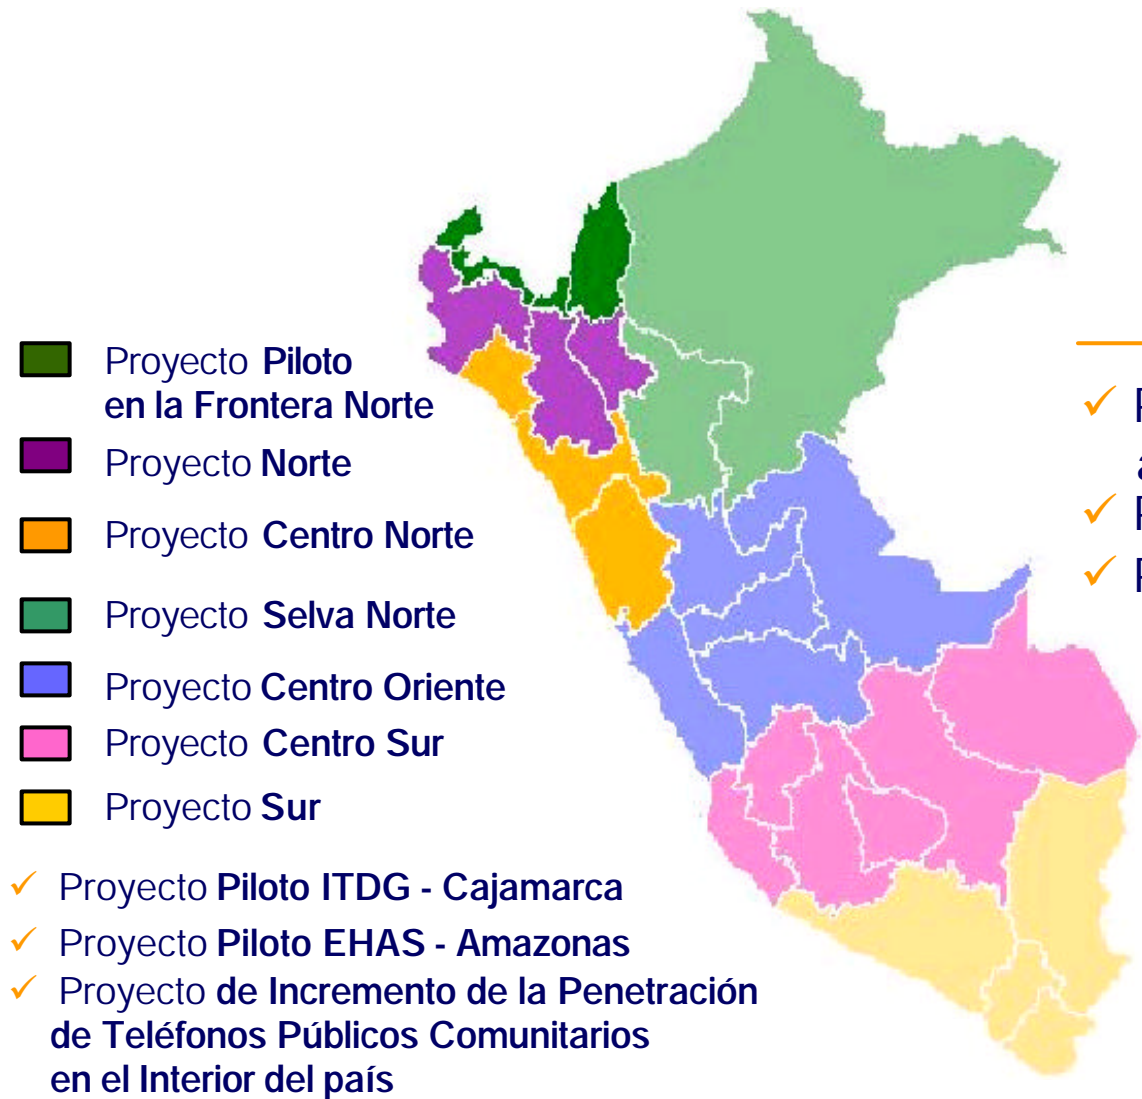 Proyecto Piloto
en la Frontera Norte
Proyecto Norte
Proyecto Centro Norte
Proyecto Selva Norte
Proyecto Centro Oriente
Proyecto Centro Sur
Proyecto Sur
✓ Proyecto Piloto ITDG - Cajamarca
✓ Proyecto Piloto EHAS - Amazonas
✓ Proyecto de Incremento de la Penetración
de Teléfonos Públicos Comunitarios
en el Interior del país